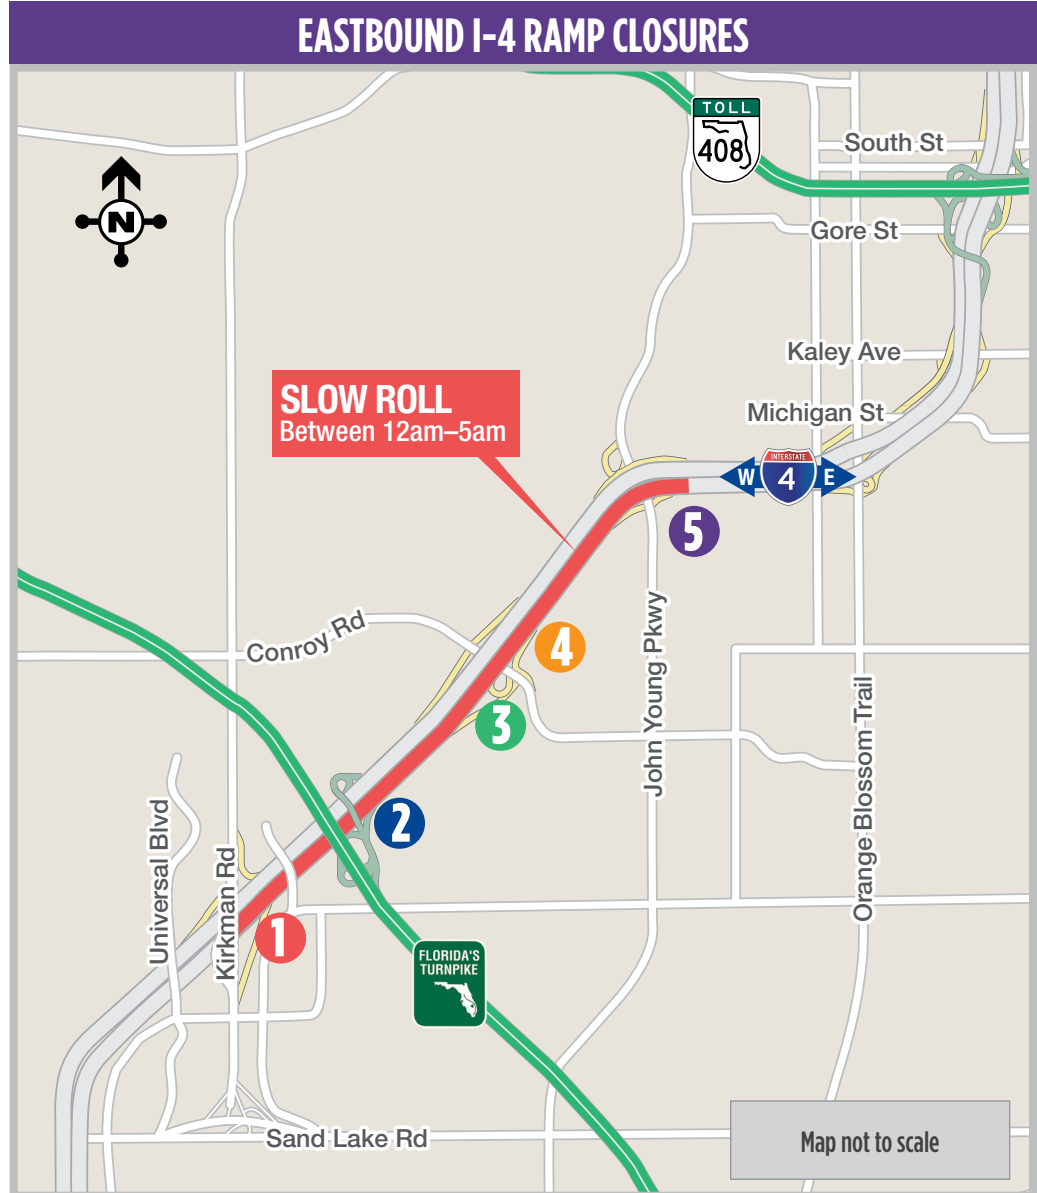 EASTBOUND I-4 RAMP CLOSURES
TOLL
408
South St
N
Gore St
Kaley Ave
SLOW ROLL
Between 12am–5am
Michigan St
W
INTERSTATE
4
E
5
Conroy Rd
4
John Young Pkwy
3
Orange Blossom Trail
2
Universal Blvd
Kirkman Rd
1
FLORIDA'S
TURNPIKE
Sand Lake Rd
Map not to scale